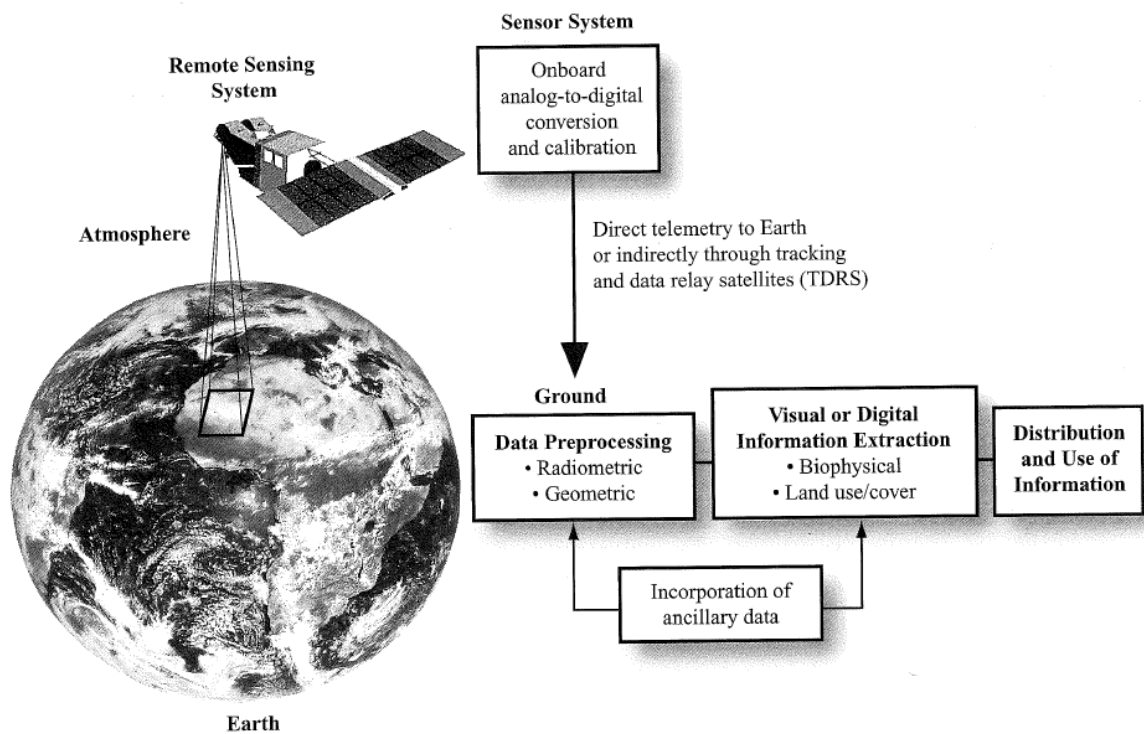 Sensor System
Remote Sensing
System
Onboard
analog-to-digital
conversion
and calibration
Atmosphere
Direct telemetry to Earth
or indirectly through tracking
and data relay satellites (TDRS)
Ground
Data Preprocessing
• Radiometric
• Geometric
Visual or Digital
Information Extraction
• Biophysical
• Land use/cover
Distribution
and Use of
Information
Incorporation of
ancillary data
Earth